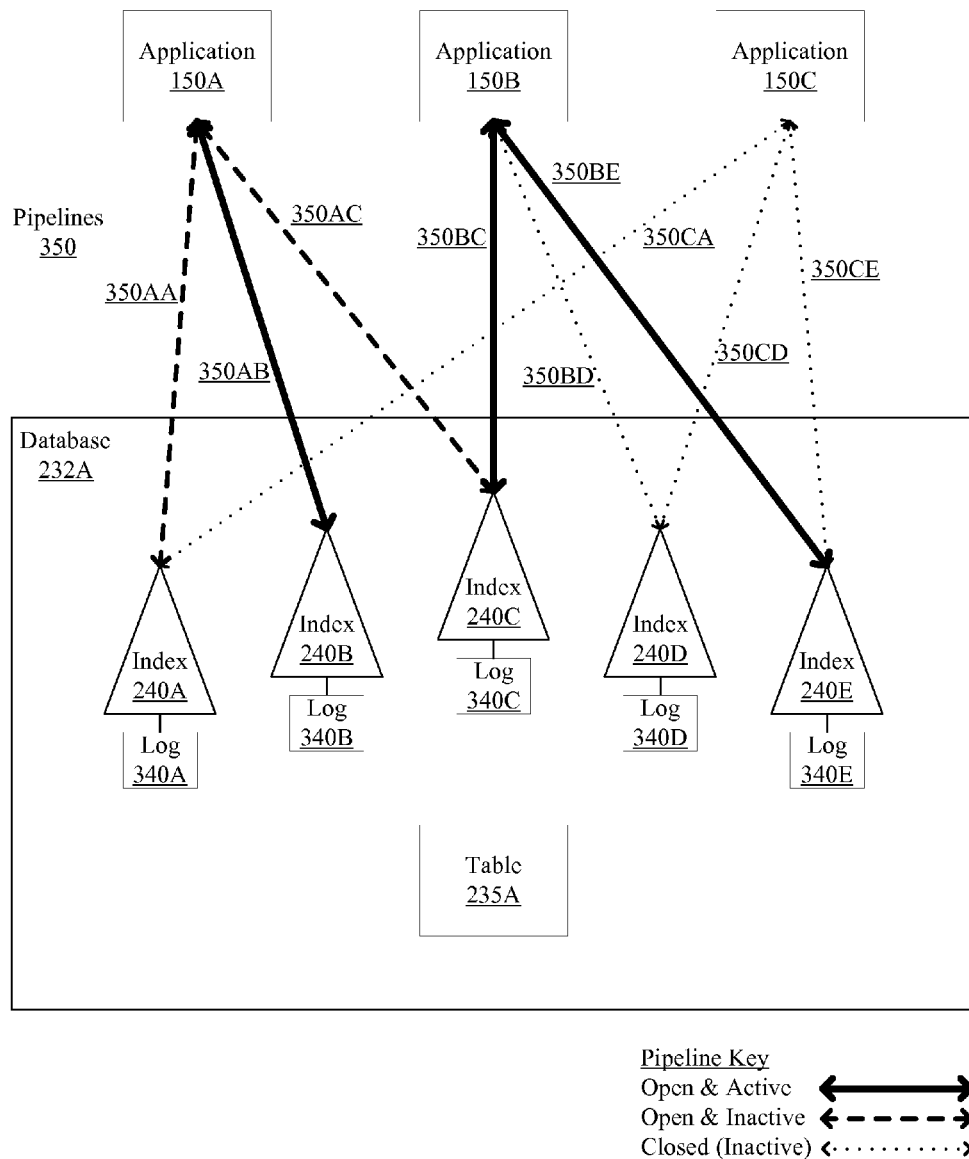 Application
150A
Application
150B
Application
150C
Pipelines
350
350AA
350AB
350AC
350BC
350BE
350BD
350CA
350CD
350CE
Database
232A
Index
240A
Index
240B
Index
240C
Index
240D
Index
240E
Log
340A
Log
340B
Log
340C
Log
340D
Log
340E
Table
235A
Pipeline Key
Open & Active
Open & Inactive
Closed (Inactive)